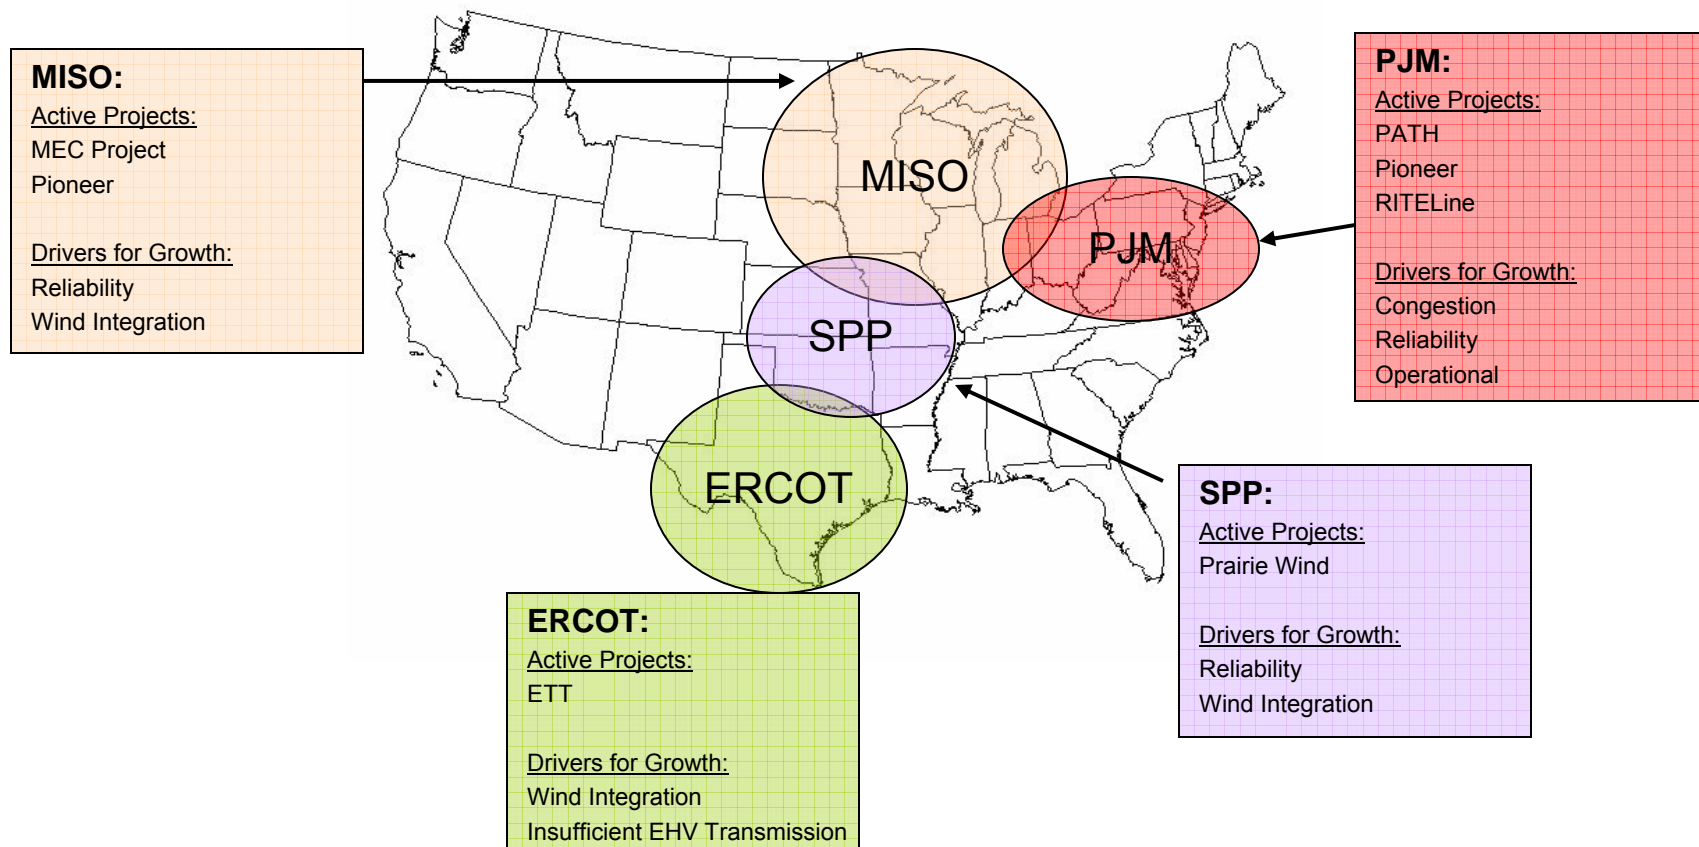 MISO:
Active Projects:
MEC Project
Pioneer
Drivers for Growth:
Reliability
Wind Integration
MISO
PJM
SPP
ERCOT
PJM:
Active Projects:
PATH
Pioneer
RITELine
Drivers for Growth:
Congestion
Reliability
Operational
SPP:
Active Projects:
Prairie Wind
Drivers for Growth:
Reliability
Wind Integration
ERCOT:
Active Projects:
ETT
Drivers for Growth:
Wind Integration
Insufficient EHV Transmission